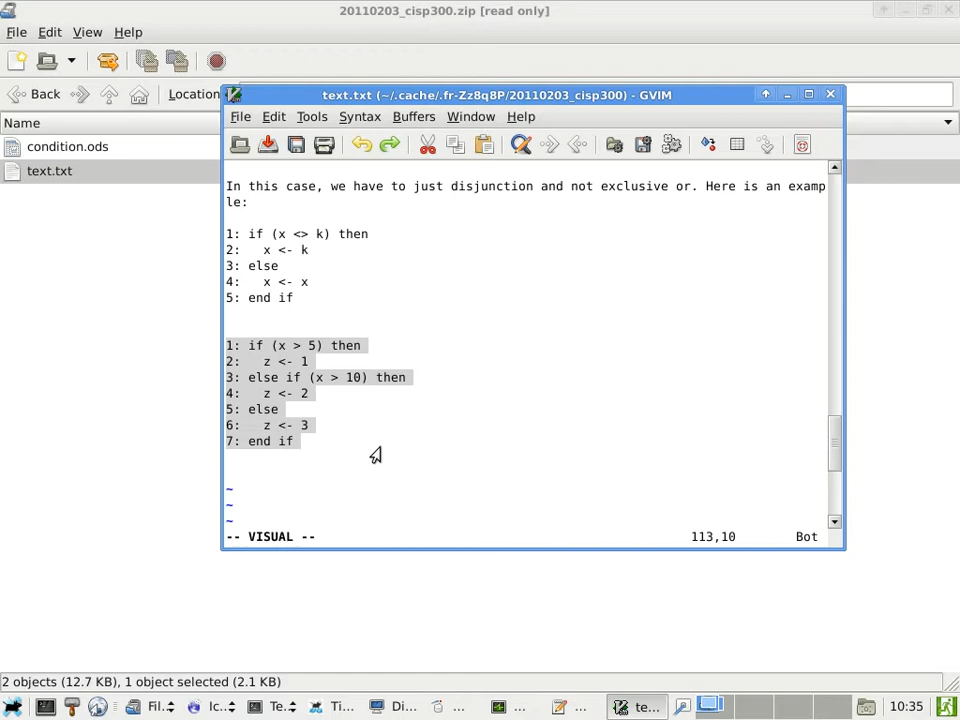 20110203_cisp300.zip [read only]
File Edit View Help
Back Location
Name
condition.ods
text.txt
text.txt (~/.cache/.fr-Zz8q8P/20110203_cisp300) - GVIM
File Edit Tools Syntax Buffers Window Help
In this case, we have to just disjunction and not exclusive or. Here is an examp
le:
1: if (x <> k) then
2:   x <- k
3: else
4:   x <- x
5: end if
1: if (x > 5) then
2:   z <- 1
3: else if (x > 10) then
4:   z <- 2
5: else
6:   z <- 3
7: end if
~
~
~
-- VISUAL -- 113,10 Bot
2 objects (12.7 KB), 1 object selected (2.1 KB)
Fil. Ic. Te. Ti... Di... ... ... ... te... 10:35